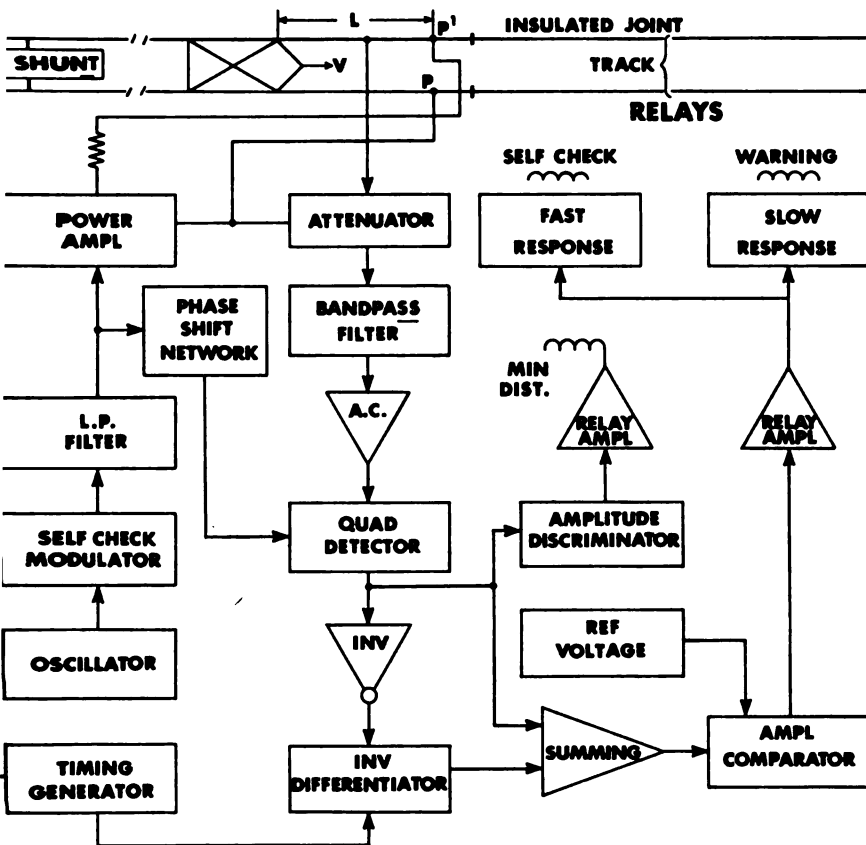 L
P¹
INSULATED JOINT
SHUNT
V
TRACK
P
RELAYS
SELF CHECK
WARNING
POWER
AMPL
ATTENUATOR
FAST
RESPONSE
SLOW
RESPONSE
PHASE
SHIFT
NETWORK
BANDPASS
FILTER
MIN
DIST.
A.C.
RELAY
AMPL
RELAY
AMPL
L.P.
FILTER
SELF CHECK
MODULATOR
QUAD
DETECTOR
AMPLITUDE
DISCRIMINATOR
OSCILLATOR
INV
REF
VOLTAGE
TIMING
GENERATOR
INV
DIFFERENTIATOR
SUMMING
AMPL
COMPARATOR